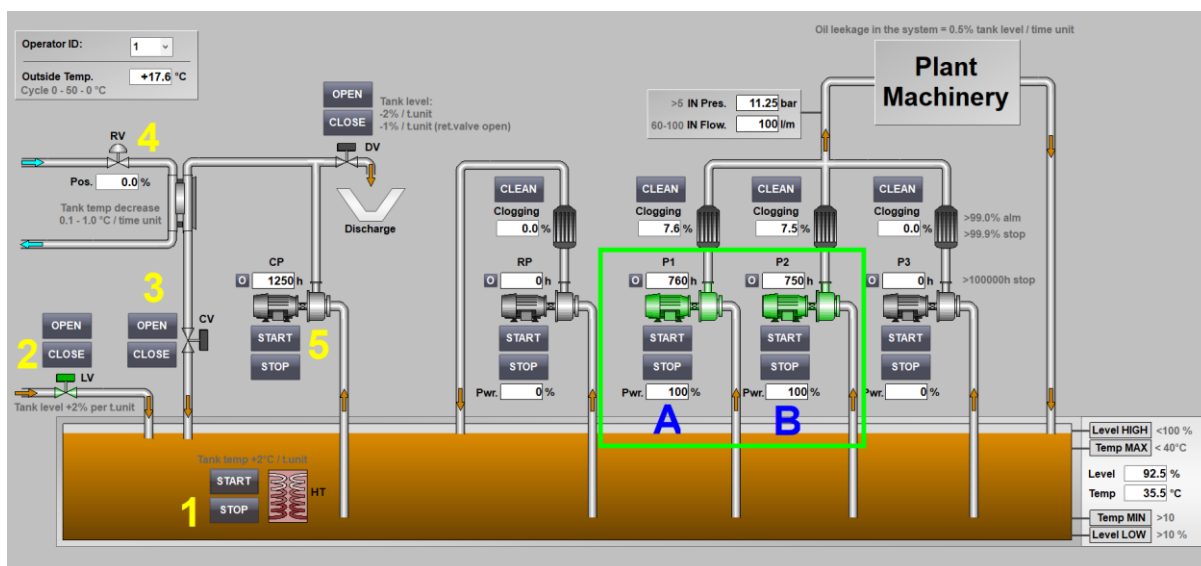 Oil leakage in the system = 0.5% tank level / time unit
Operator ID: 1
Outside Temp. +17.6 °C
Cycle 0 - 50 - 0 °C
Plant
Machinery
OPEN
CLOSE
Tank level:
-2% / t.unit
-1% / t.unit (ret.valve open)
>5 IN Pres. 11.25 bar
60-100 IN Flow. 100 l/m
4
RV
DV
Pos. 0.0 %
Tank temp decrease
0.1 - 1.0 °C / time unit
Discharge
CLEAN CLEAN CLEAN CLEAN
Clogging Clogging Clogging Clogging
0.0 % 7.6 % 7.5 % 0.0 %
>99.0% alm
>99.9% stop
CP RP P1 P2 P3
O 1250 h O 0 h O 760 h O 750 h O 0 h >100000h stop
3
OPEN OPEN
CLOSE CLOSE
2
CV
LV
START START START START START
5
STOP STOP STOP STOP STOP
Pwr. 0 % Pwr. 100 % Pwr. 100 % Pwr. 0 %
Tank level +2% per t.unit
A B
Level HIGH <100 %
Temp MAX < 40°C
Level 92.5 %
Temp 35.5 °C
Temp MIN >10
Level LOW >10 %
Tank temp +2°C / t.unit
START
STOP
HT
1